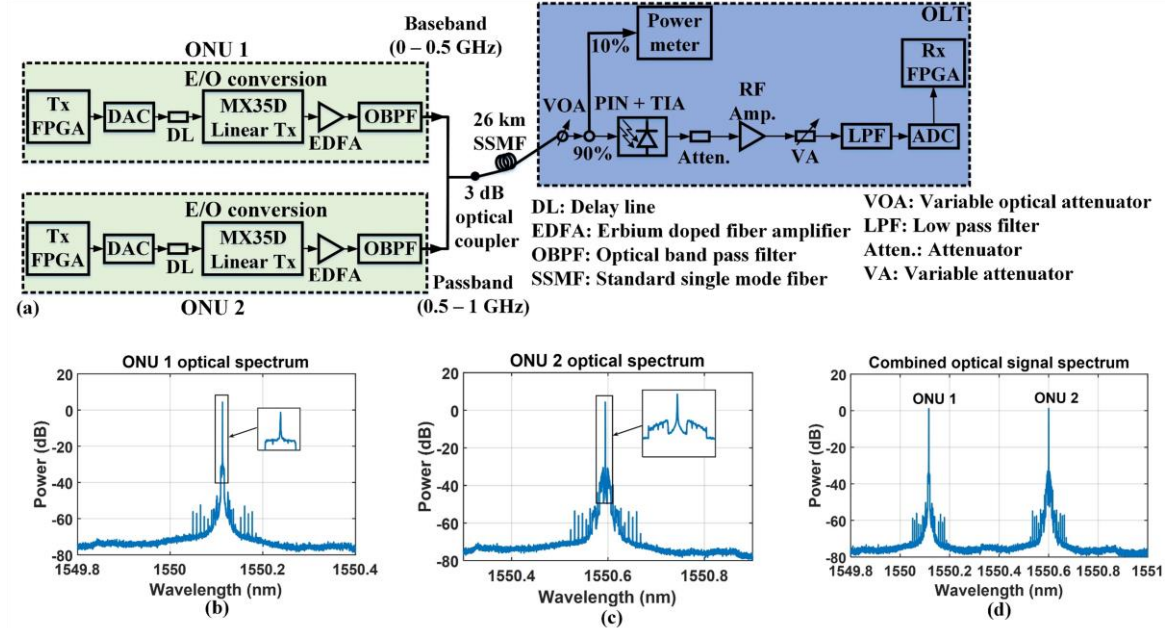 ONU 1
Baseband
(0 – 0.5 GHz)
E/O conversion
Tx
FPGA
DAC
DL
MX35D
Linear Tx
EDFA
OBPF
OLT
Power
meter
10%
Rx
FPGA
26 km
SSMF
VOA
90%
PIN + TIA
Atten.
RF
Amp.
VA
LPF
ADC
3 dB
optical
coupler
E/O conversion
Tx
FPGA
DAC
DL
MX35D
Linear Tx
EDFA
OBPF
ONU 2
Passband
(0.5 – 1 GHz)
(a)
DL: Delay line
EDFA: Erbium doped fiber amplifier
OBPF: Optical band pass filter
SSMF: Standard single mode fiber
VOA: Variable optical attenuator
LPF: Low pass filter
Atten.: Attenuator
VA: Variable attenuator
ONU 1 optical spectrum
Power (dB)
20
0
-20
-40
-60
-80
1549.8
1550
1550.2
1550.4
Wavelength (nm)
(b)
ONU 2 optical spectrum
Power (dB)
20
0
-20
-40
-60
-80
1550.4
1550.6
1550.8
Wavelength (nm)
(c)
Combined optical signal spectrum
ONU 1
ONU 2
Power (dB)
20
0
-20
-40
-60
-80
1549.8
1550
1550.2
1550.4
1550.6
1550.8
1551
Wavelength (nm)
(d)